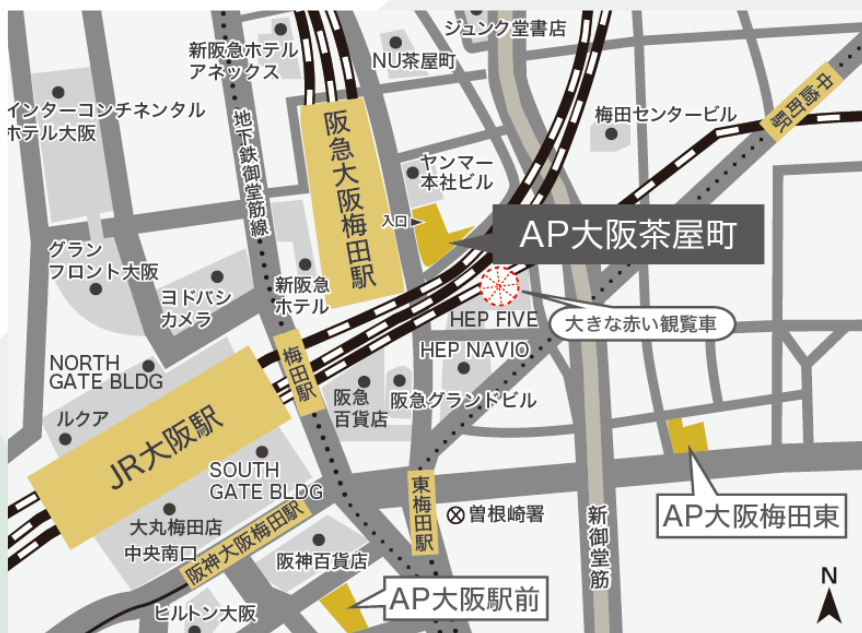 ジュンク堂書店
新阪急ホテル
アネックス
NU茶屋町
インターコンチネンタル
ホテル大阪
地下鉄御堂筋線
阪急大阪梅田駅
梅田センタービル
中崎町駅
ヤンマー
本社ビル
入口
AP大阪茶屋町
グラン
フロント大阪
ヨドバシ
カメラ
新阪急
ホテル
HEP FIVE
大きな赤い観覧車
HEP NAVIO
NORTH
GATE BLDG
梅田駅
阪急
百貨店
阪急グランドビル
ルクア
JR大阪駅
SOUTH
GATE BLDG
東梅田駅
曽根崎署
新御堂筋
AP大阪梅田東
大丸梅田店
中央南口
阪神大阪梅田駅
阪神百貨店
AP大阪駅前
ヒルトン大阪
N